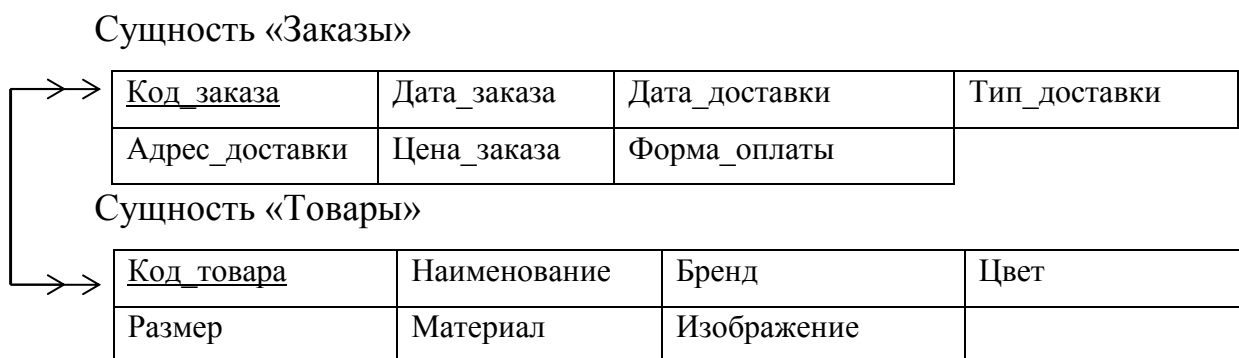 Сущность «Заказы»
Код_заказа Дата_заказа Дата_доставки Тип_доставки
Адрес_доставки Цена_заказа Форма_оплаты
Сущность «Товары»
Код_товара Наименование Бренд Цвет
Размер Материал Изображение